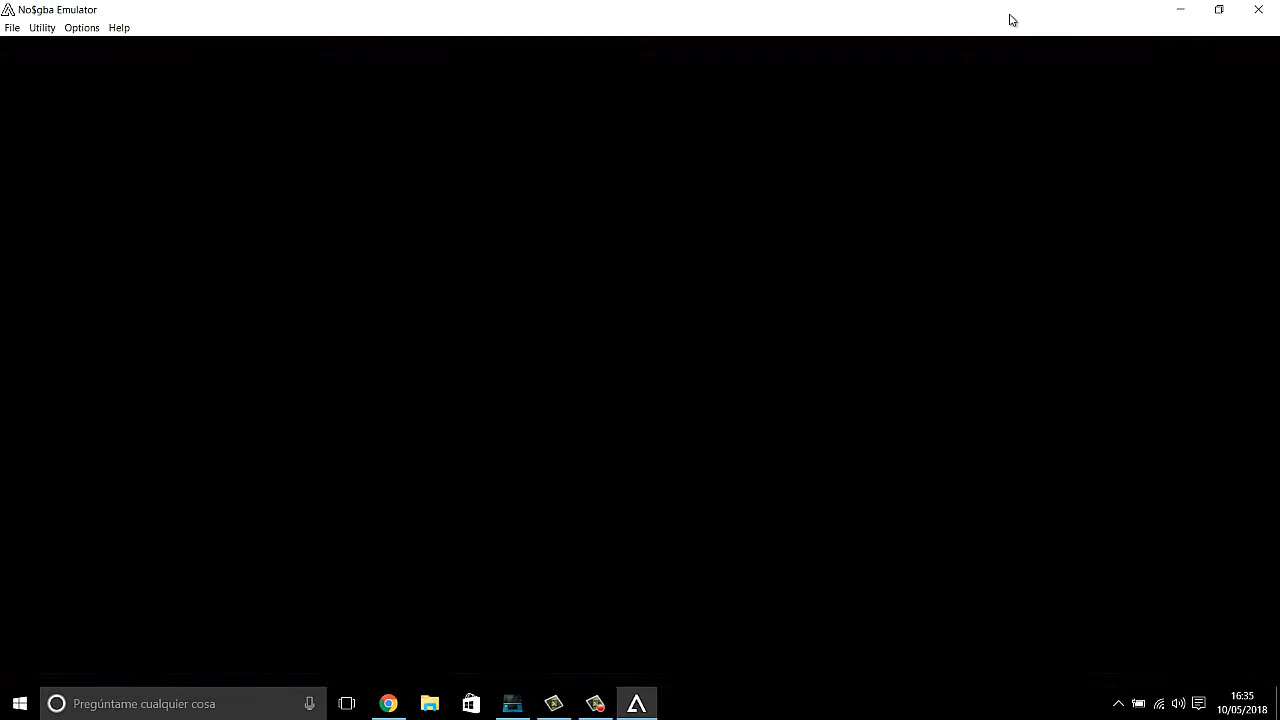 No$gba Emulator
File Utility Options Help
Pregúntame cualquier cosa
16:35
10/05/2018